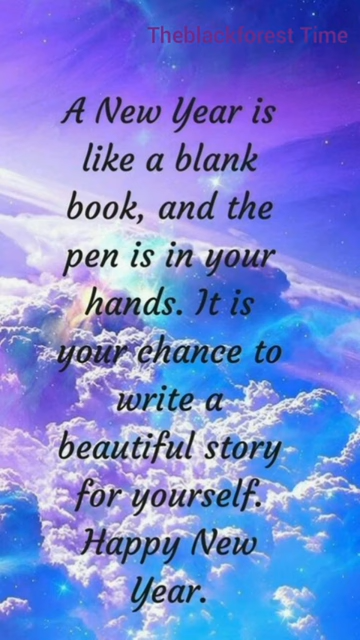 Theblackforest Time
A New Year is
like a blank
book, and the
pen is in your
hands. It is
your chance to
write a
beautiful story
for yourself.
Happy New
Year.